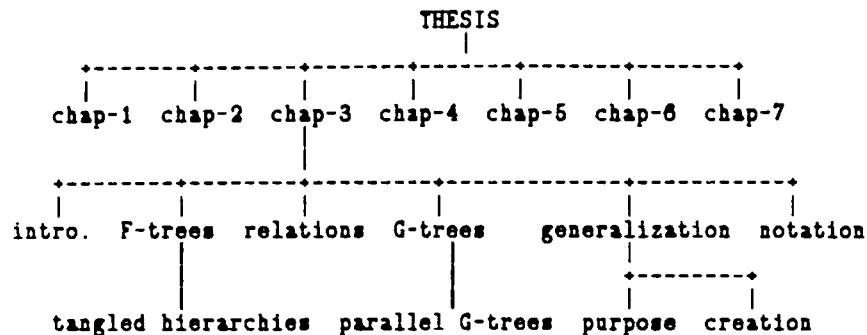 THESIS
chap-1 chap-2 chap-3 chap-4 chap-5 chap-6 chap-7
intro. F-trees relations G-trees generalization notation
tangled hierarchies parallel G-trees purpose creation